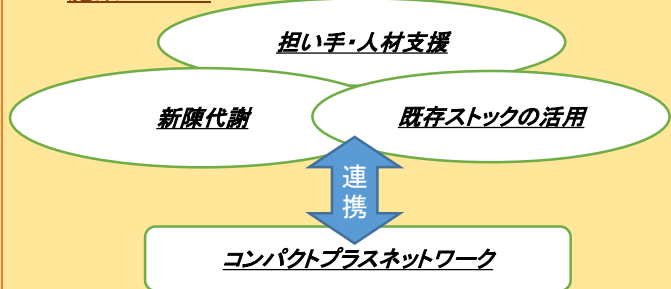 担い手・人材支援
新陳代謝
既存ストックの活用
連携
コンパクトプラスネットワーク